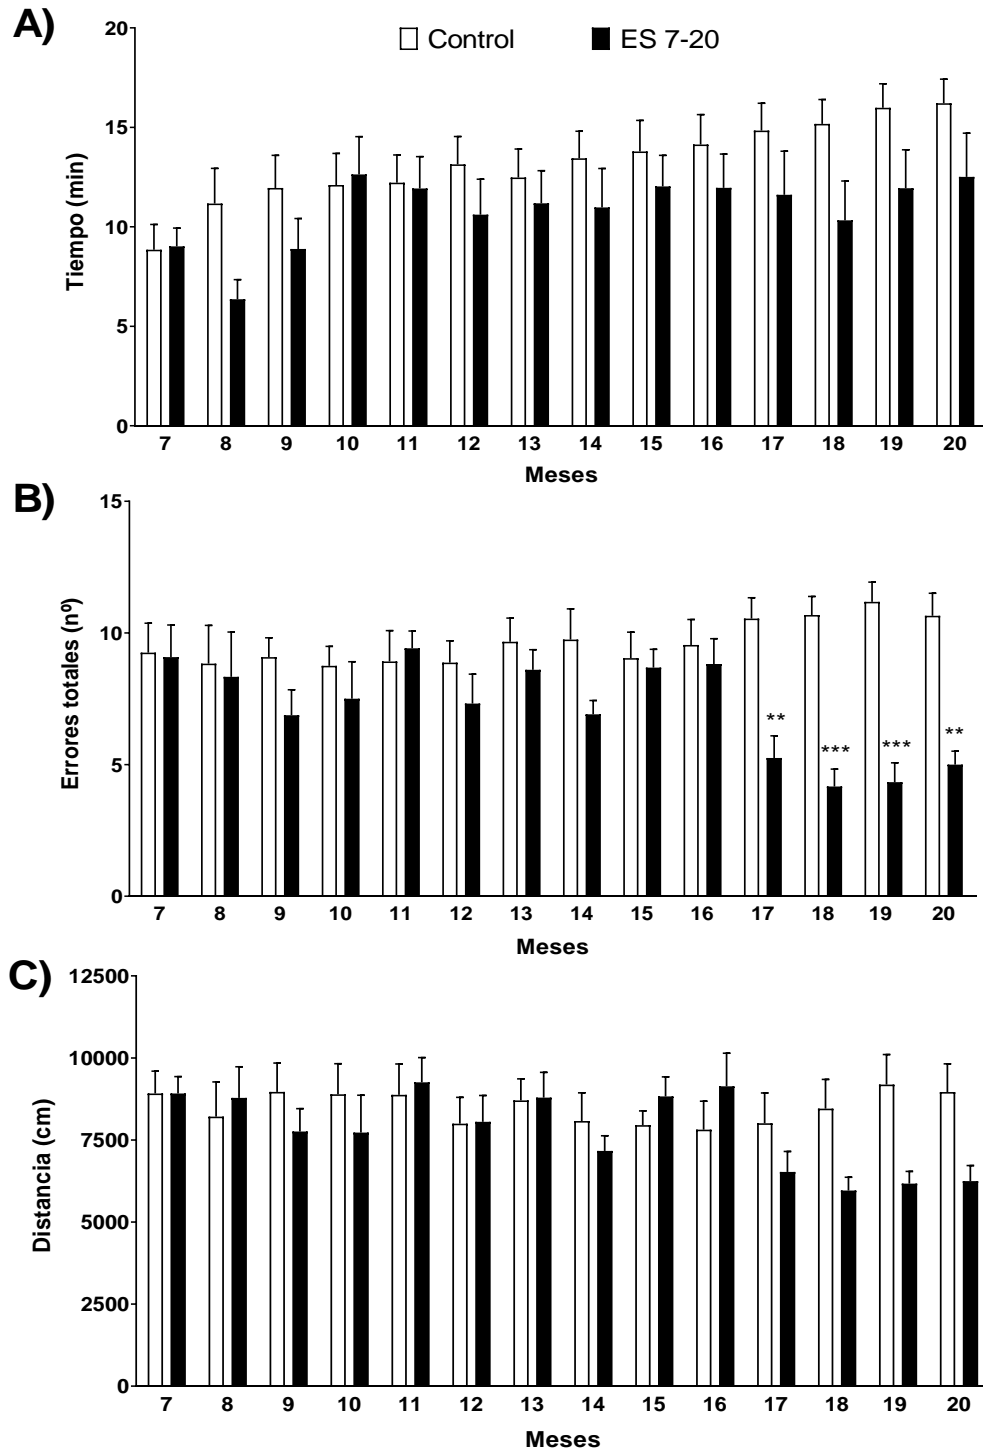 A)
Control ES 7-20
Tiempo (min)
20
15
10
5
0
7 8 9 10 11 12 13 14 15 16 17 18 19 20
Meses
B)
Errores totales (nº)
15
10
5
0
** *** *** **
7 8 9 10 11 12 13 14 15 16 17 18 19 20
Meses
C)
Distancia (cm)
12500
10000
7500
5000
2500
0
7 8 9 10 11 12 13 14 15 16 17 18 19 20
Meses